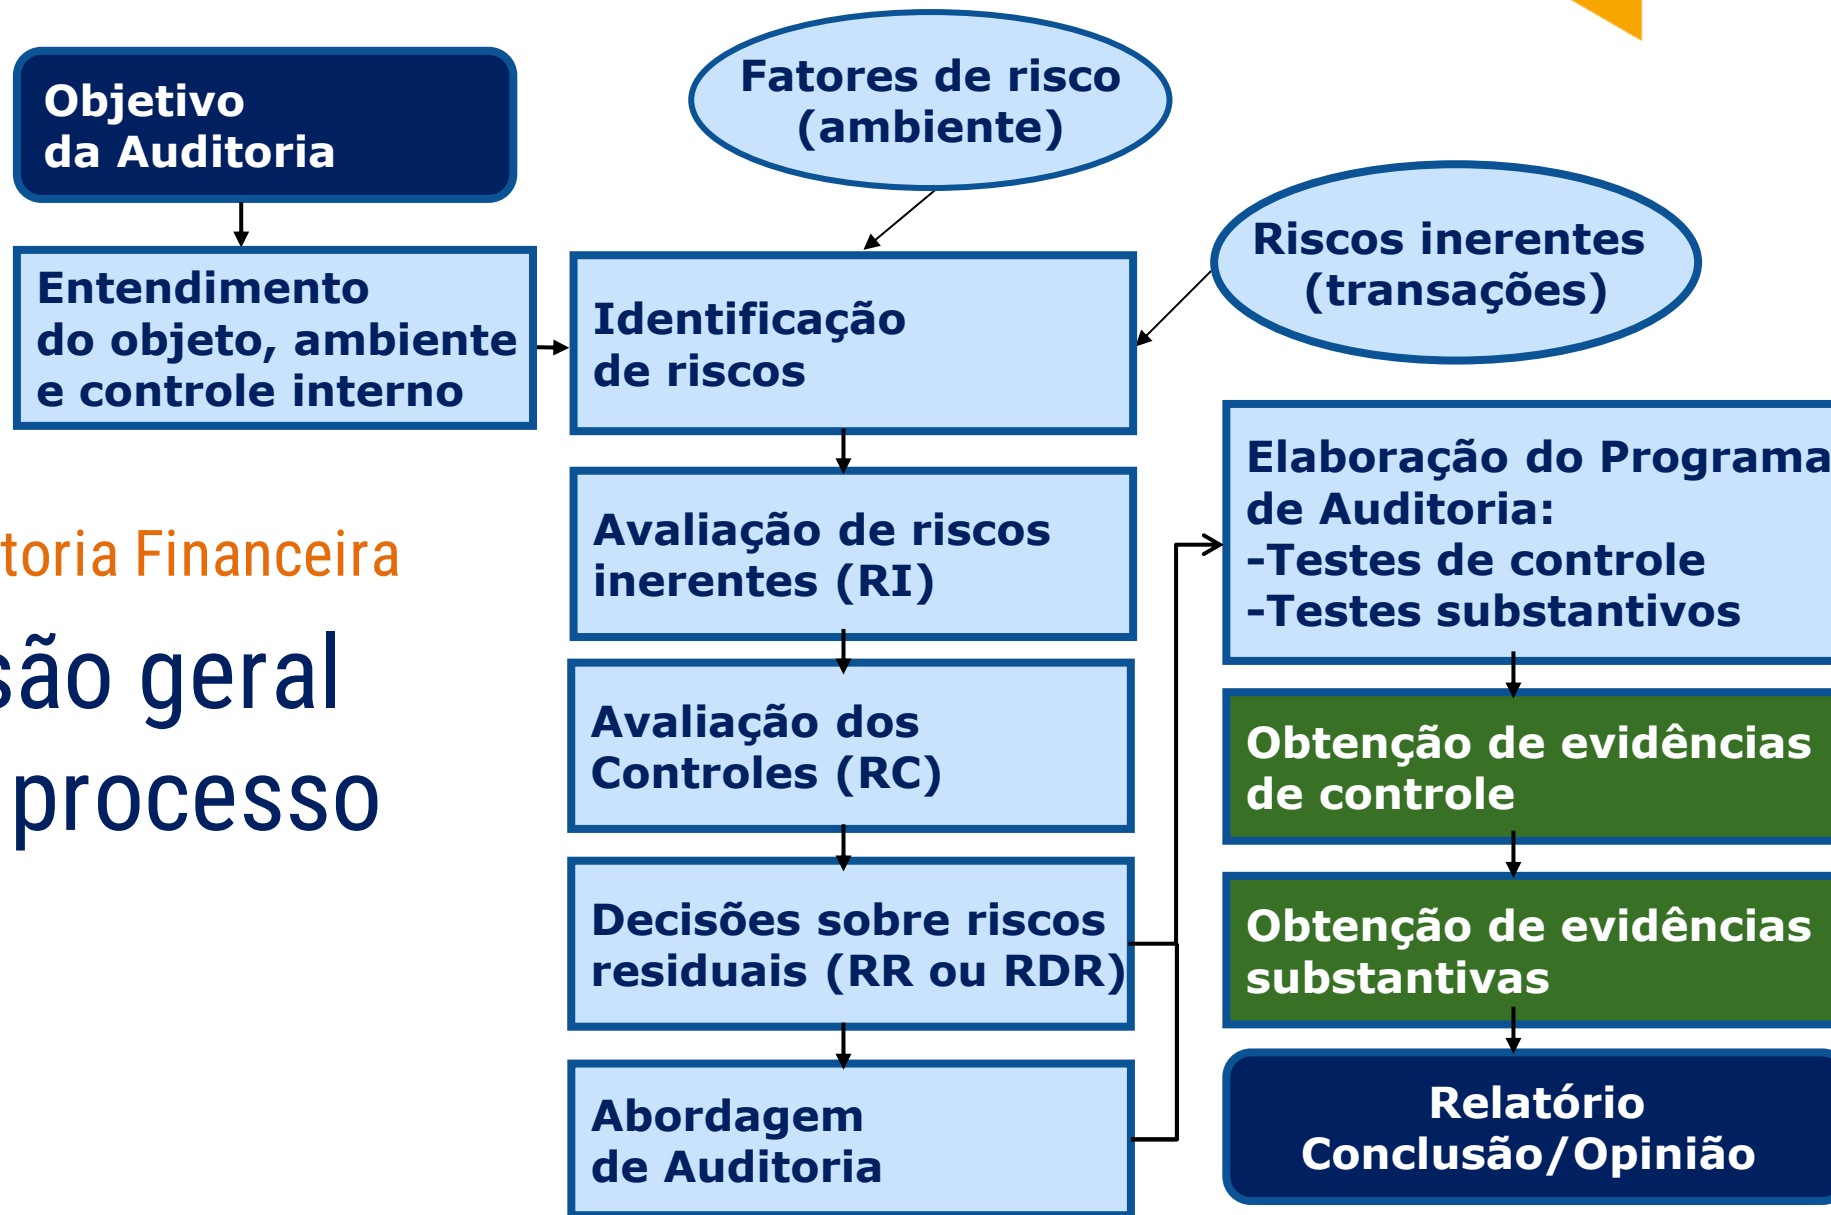 Objetivo
da Auditoria
Fatores de risco
(ambiente)
Riscos inerentes
(transações)
Entendimento
do objeto, ambiente
e controle interno
Identificação
de riscos
toria Financeira
são geral
processo
Avaliação de riscos
inerentes (RI)
Avaliação dos
Controles (RC)
Decisões sobre riscos
residuais (RR ou RDR)
Abordagem
de Auditoria
Elaboração do Programa
de Auditoria:
-Testes de controle
-Testes substantivos
Obtenção de evidências
de controle
Obtenção de evidências
substantivas
Relatório
Conclusão/Opinião